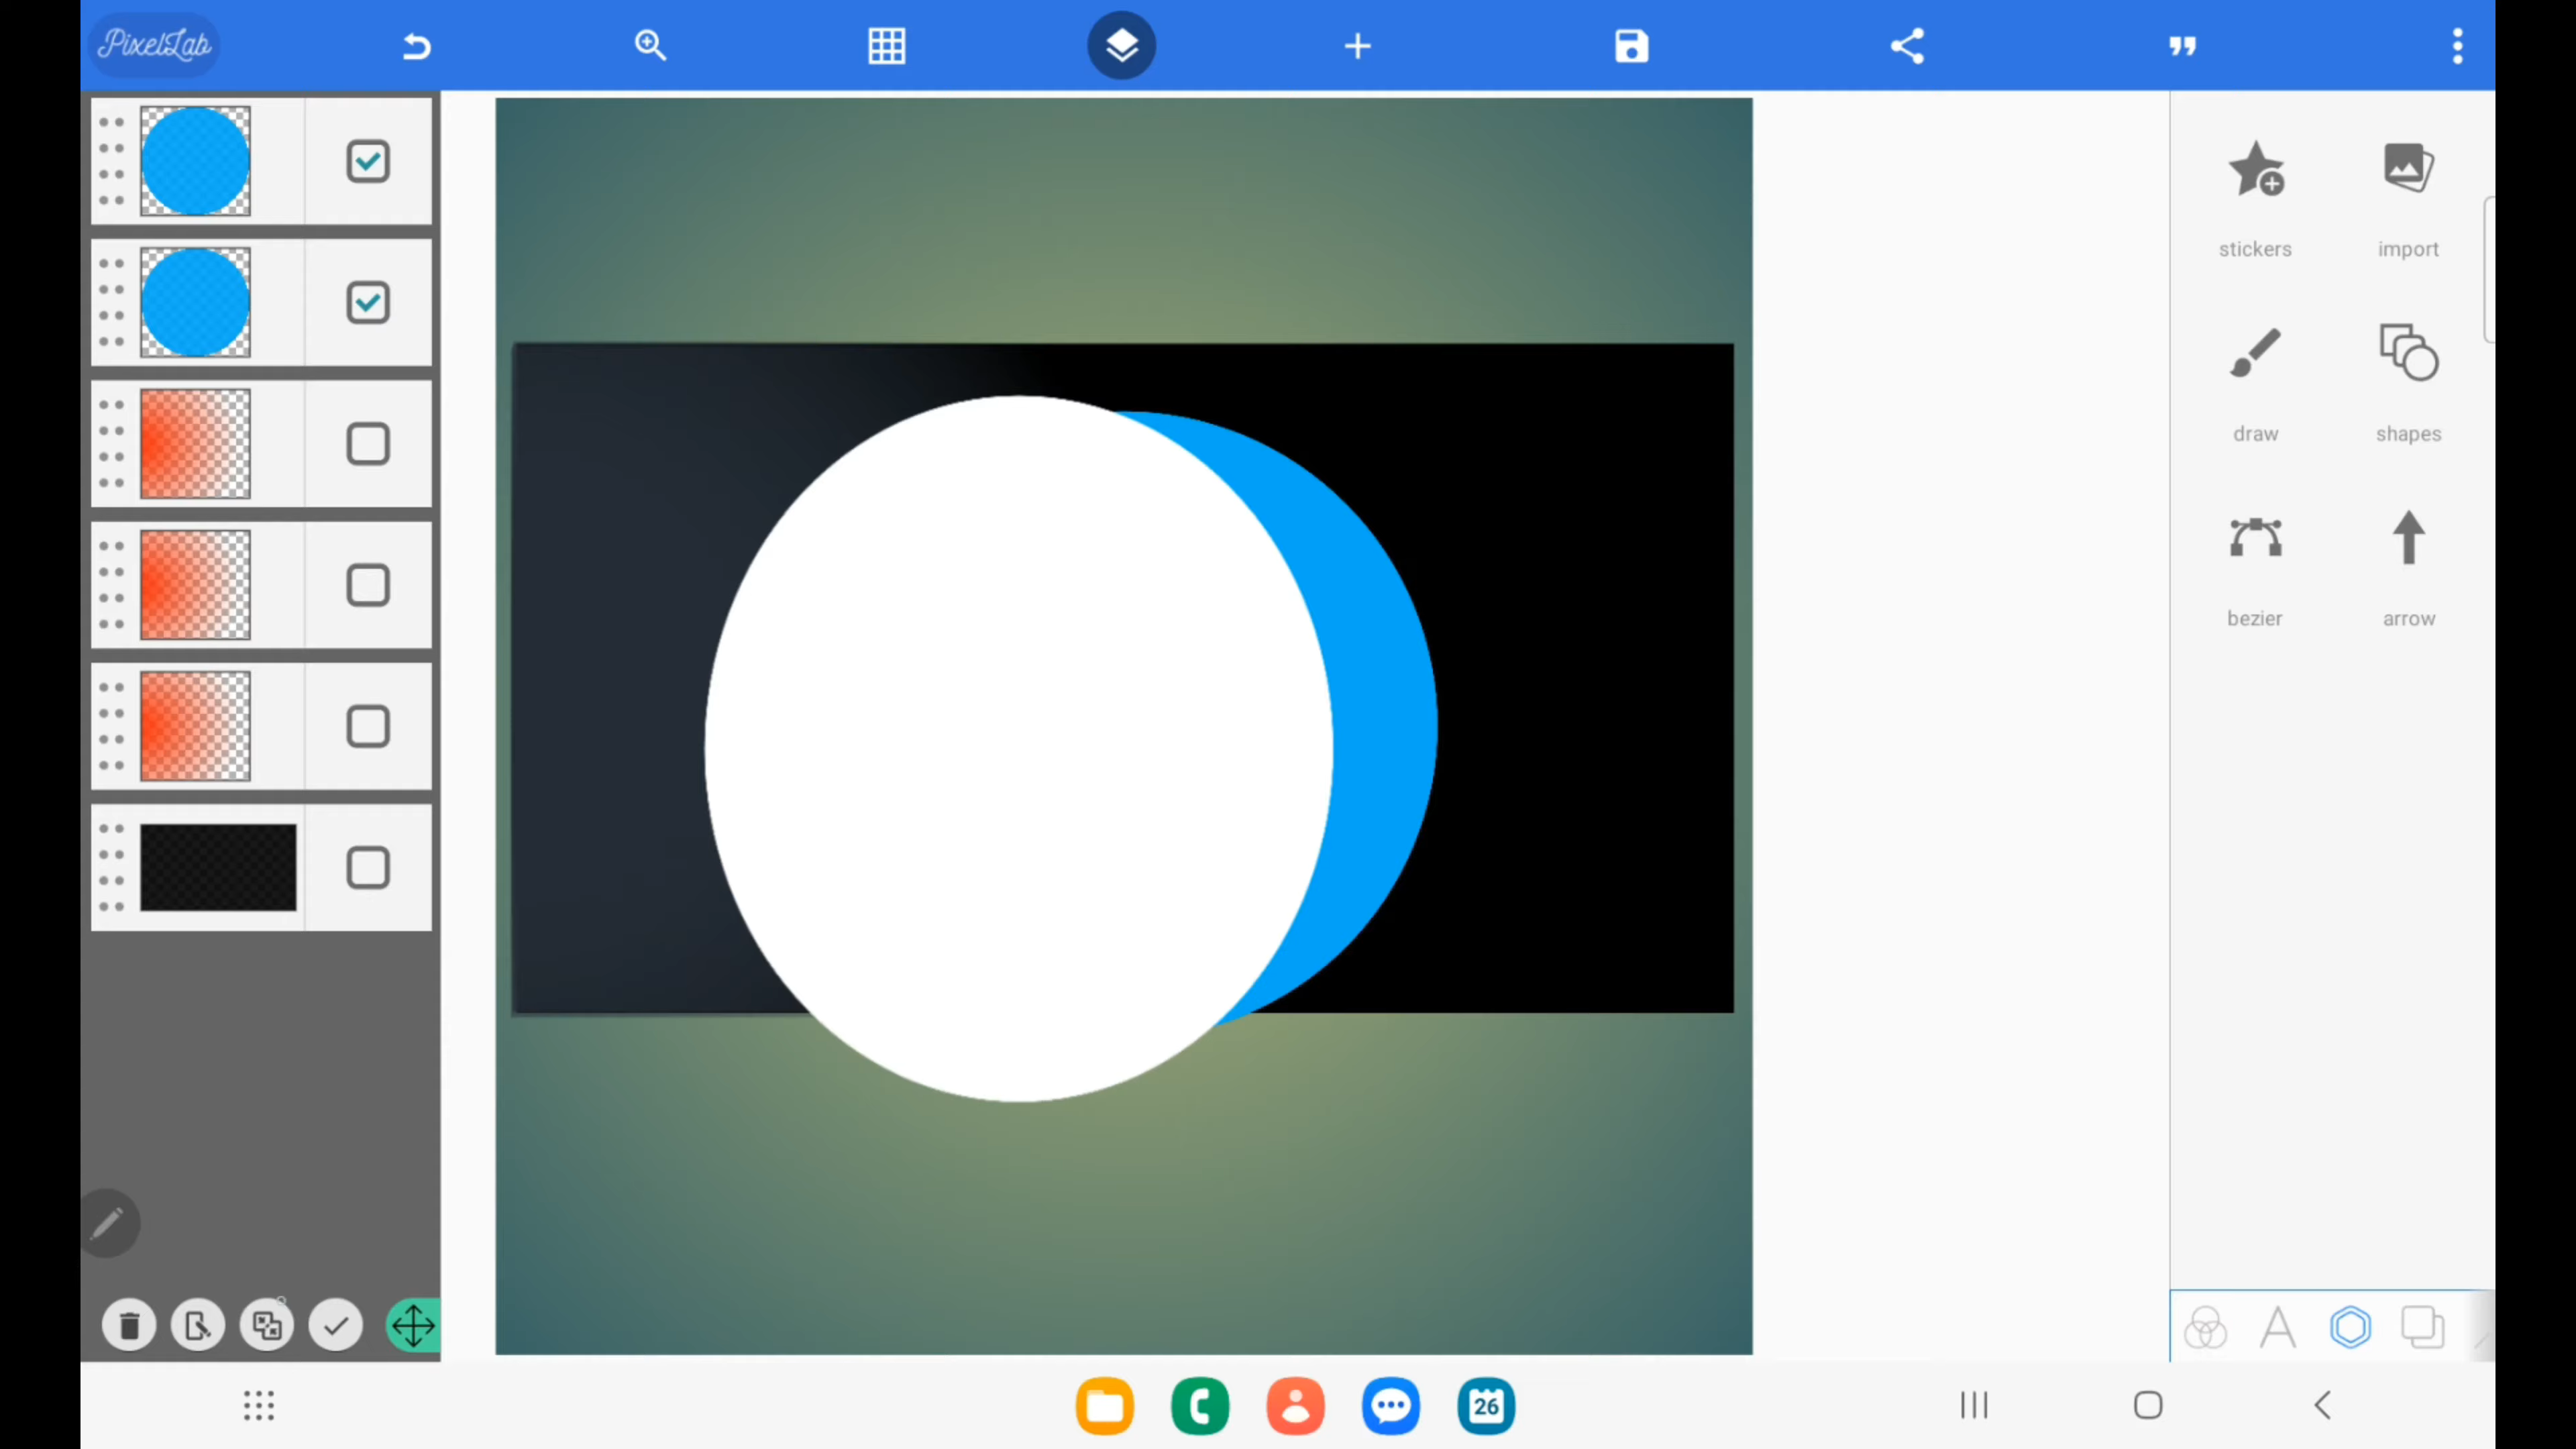 PixelLab
stickers
import
draw
shapes
bezier
arrow
26